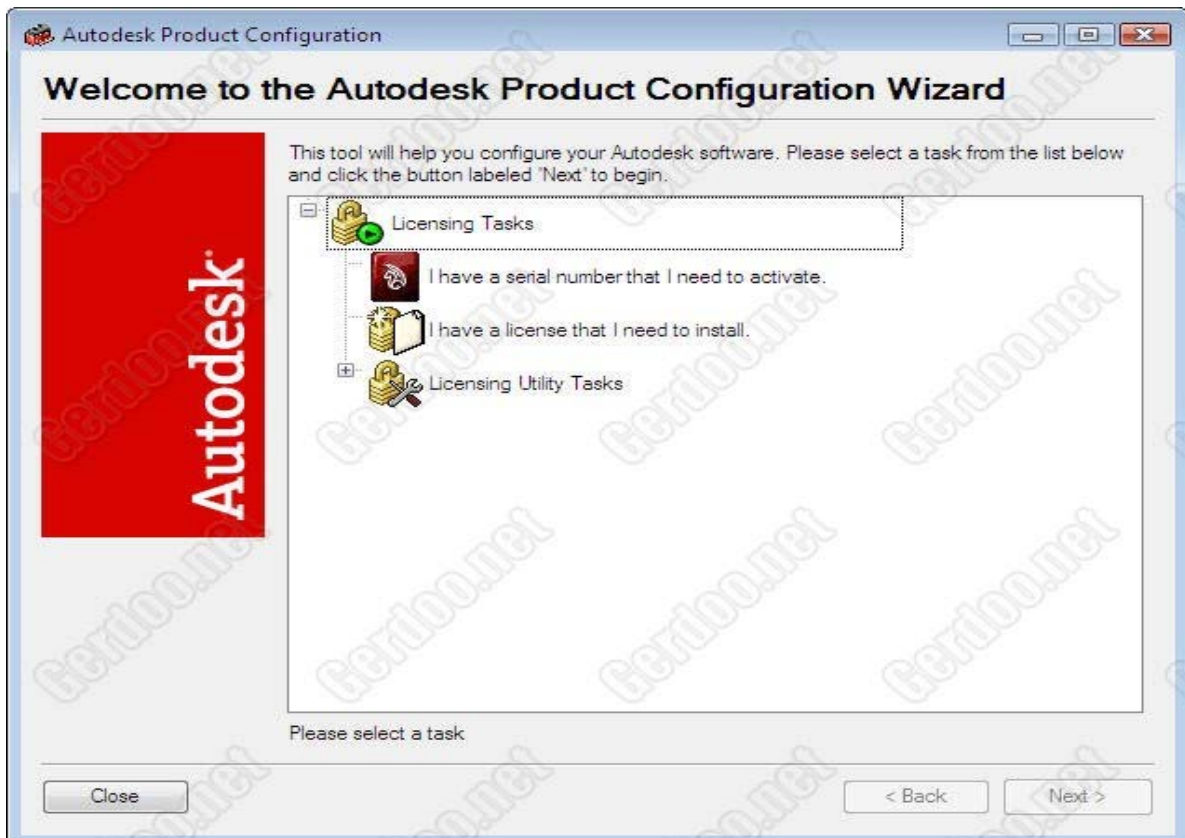 Autodesk Product Configuration
Welcome to the Autodesk Product Configuration Wizard
Autodesk
This tool will help you configure your Autodesk software. Please select a task from the list below
and click the button labeled 'Next' to begin.
Licensing Tasks
I have a serial number that I need to activate.
I have a license that I need to install.
Licensing Utility Tasks
Please select a task
Close
< Back
Next >
Gerdoo.net